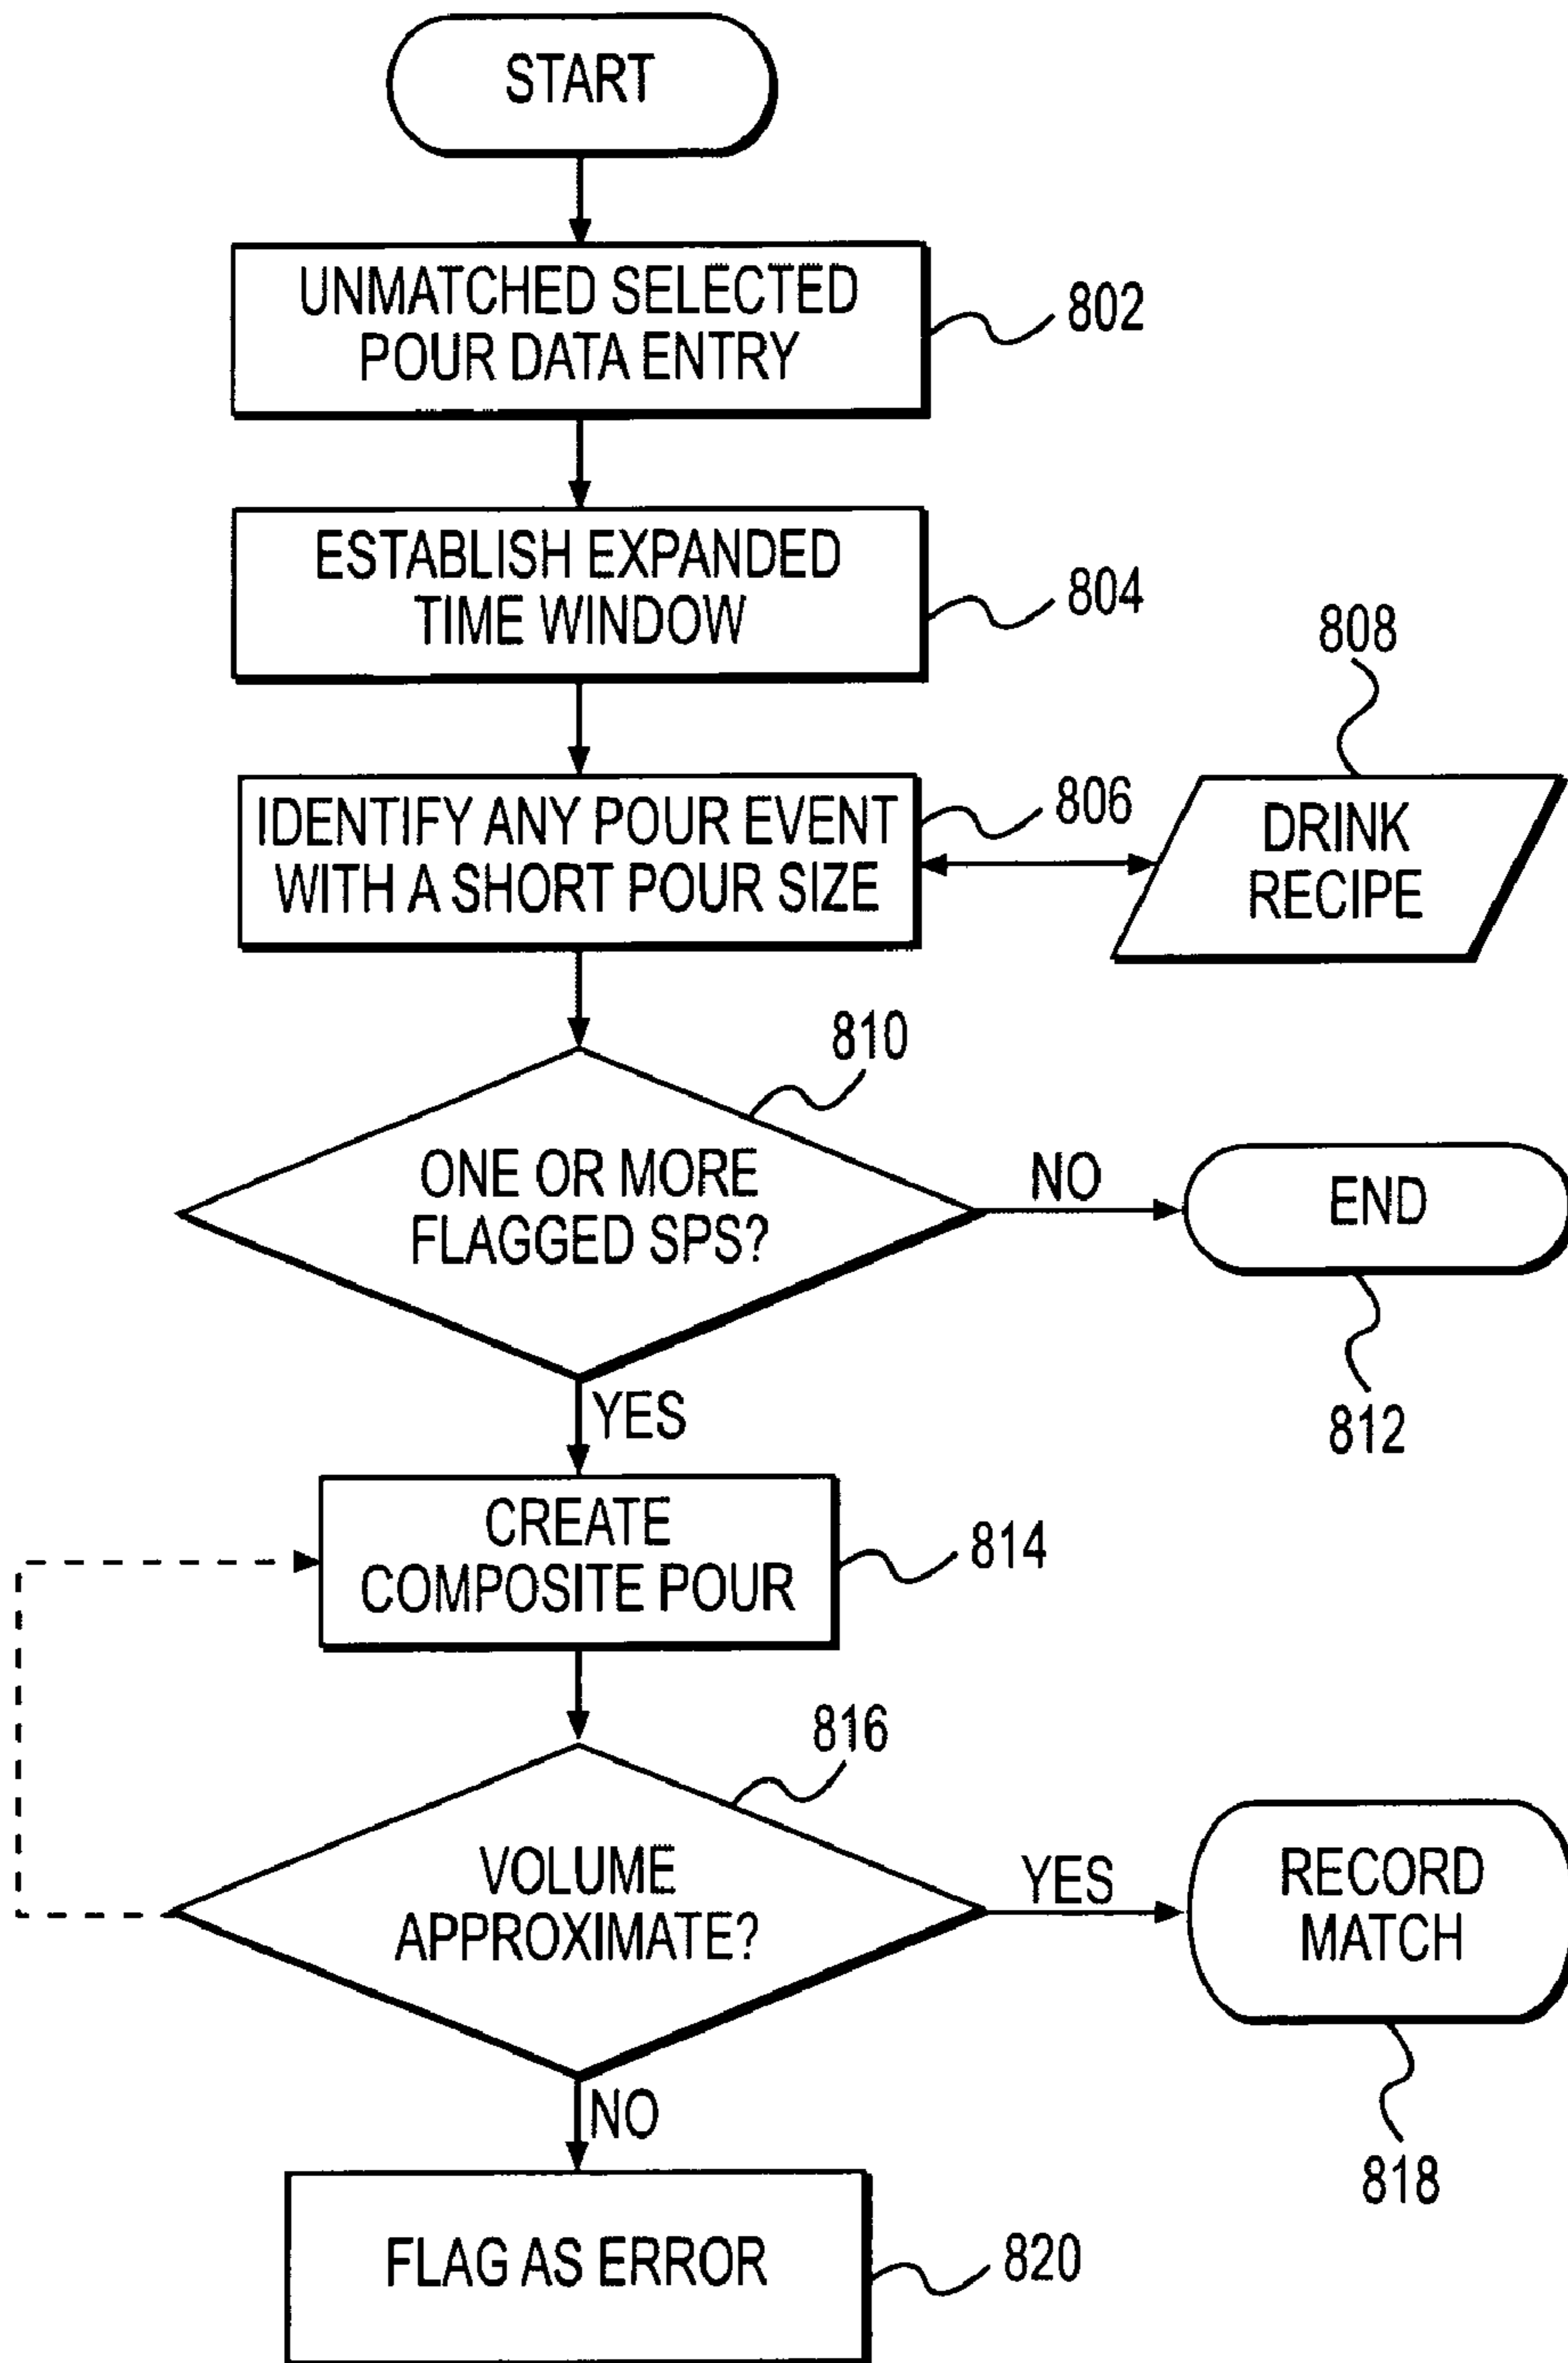 START
UNMATCHED SELECTED
POUR DATA ENTRY
802
ESTABLISH EXPANDED
TIME WINDOW
804
808
IDENTIFY ANY POUR EVENT
WITH A SHORT POUR SIZE
806
DRINK
RECIPE
810
ONE OR MORE
FLAGGED SPS?
NO
END
812
YES
CREATE
COMPOSITE POUR
814
816
VOLUME
APPROXIMATE?
YES
RECORD
MATCH
818
NO
FLAG AS ERROR
820